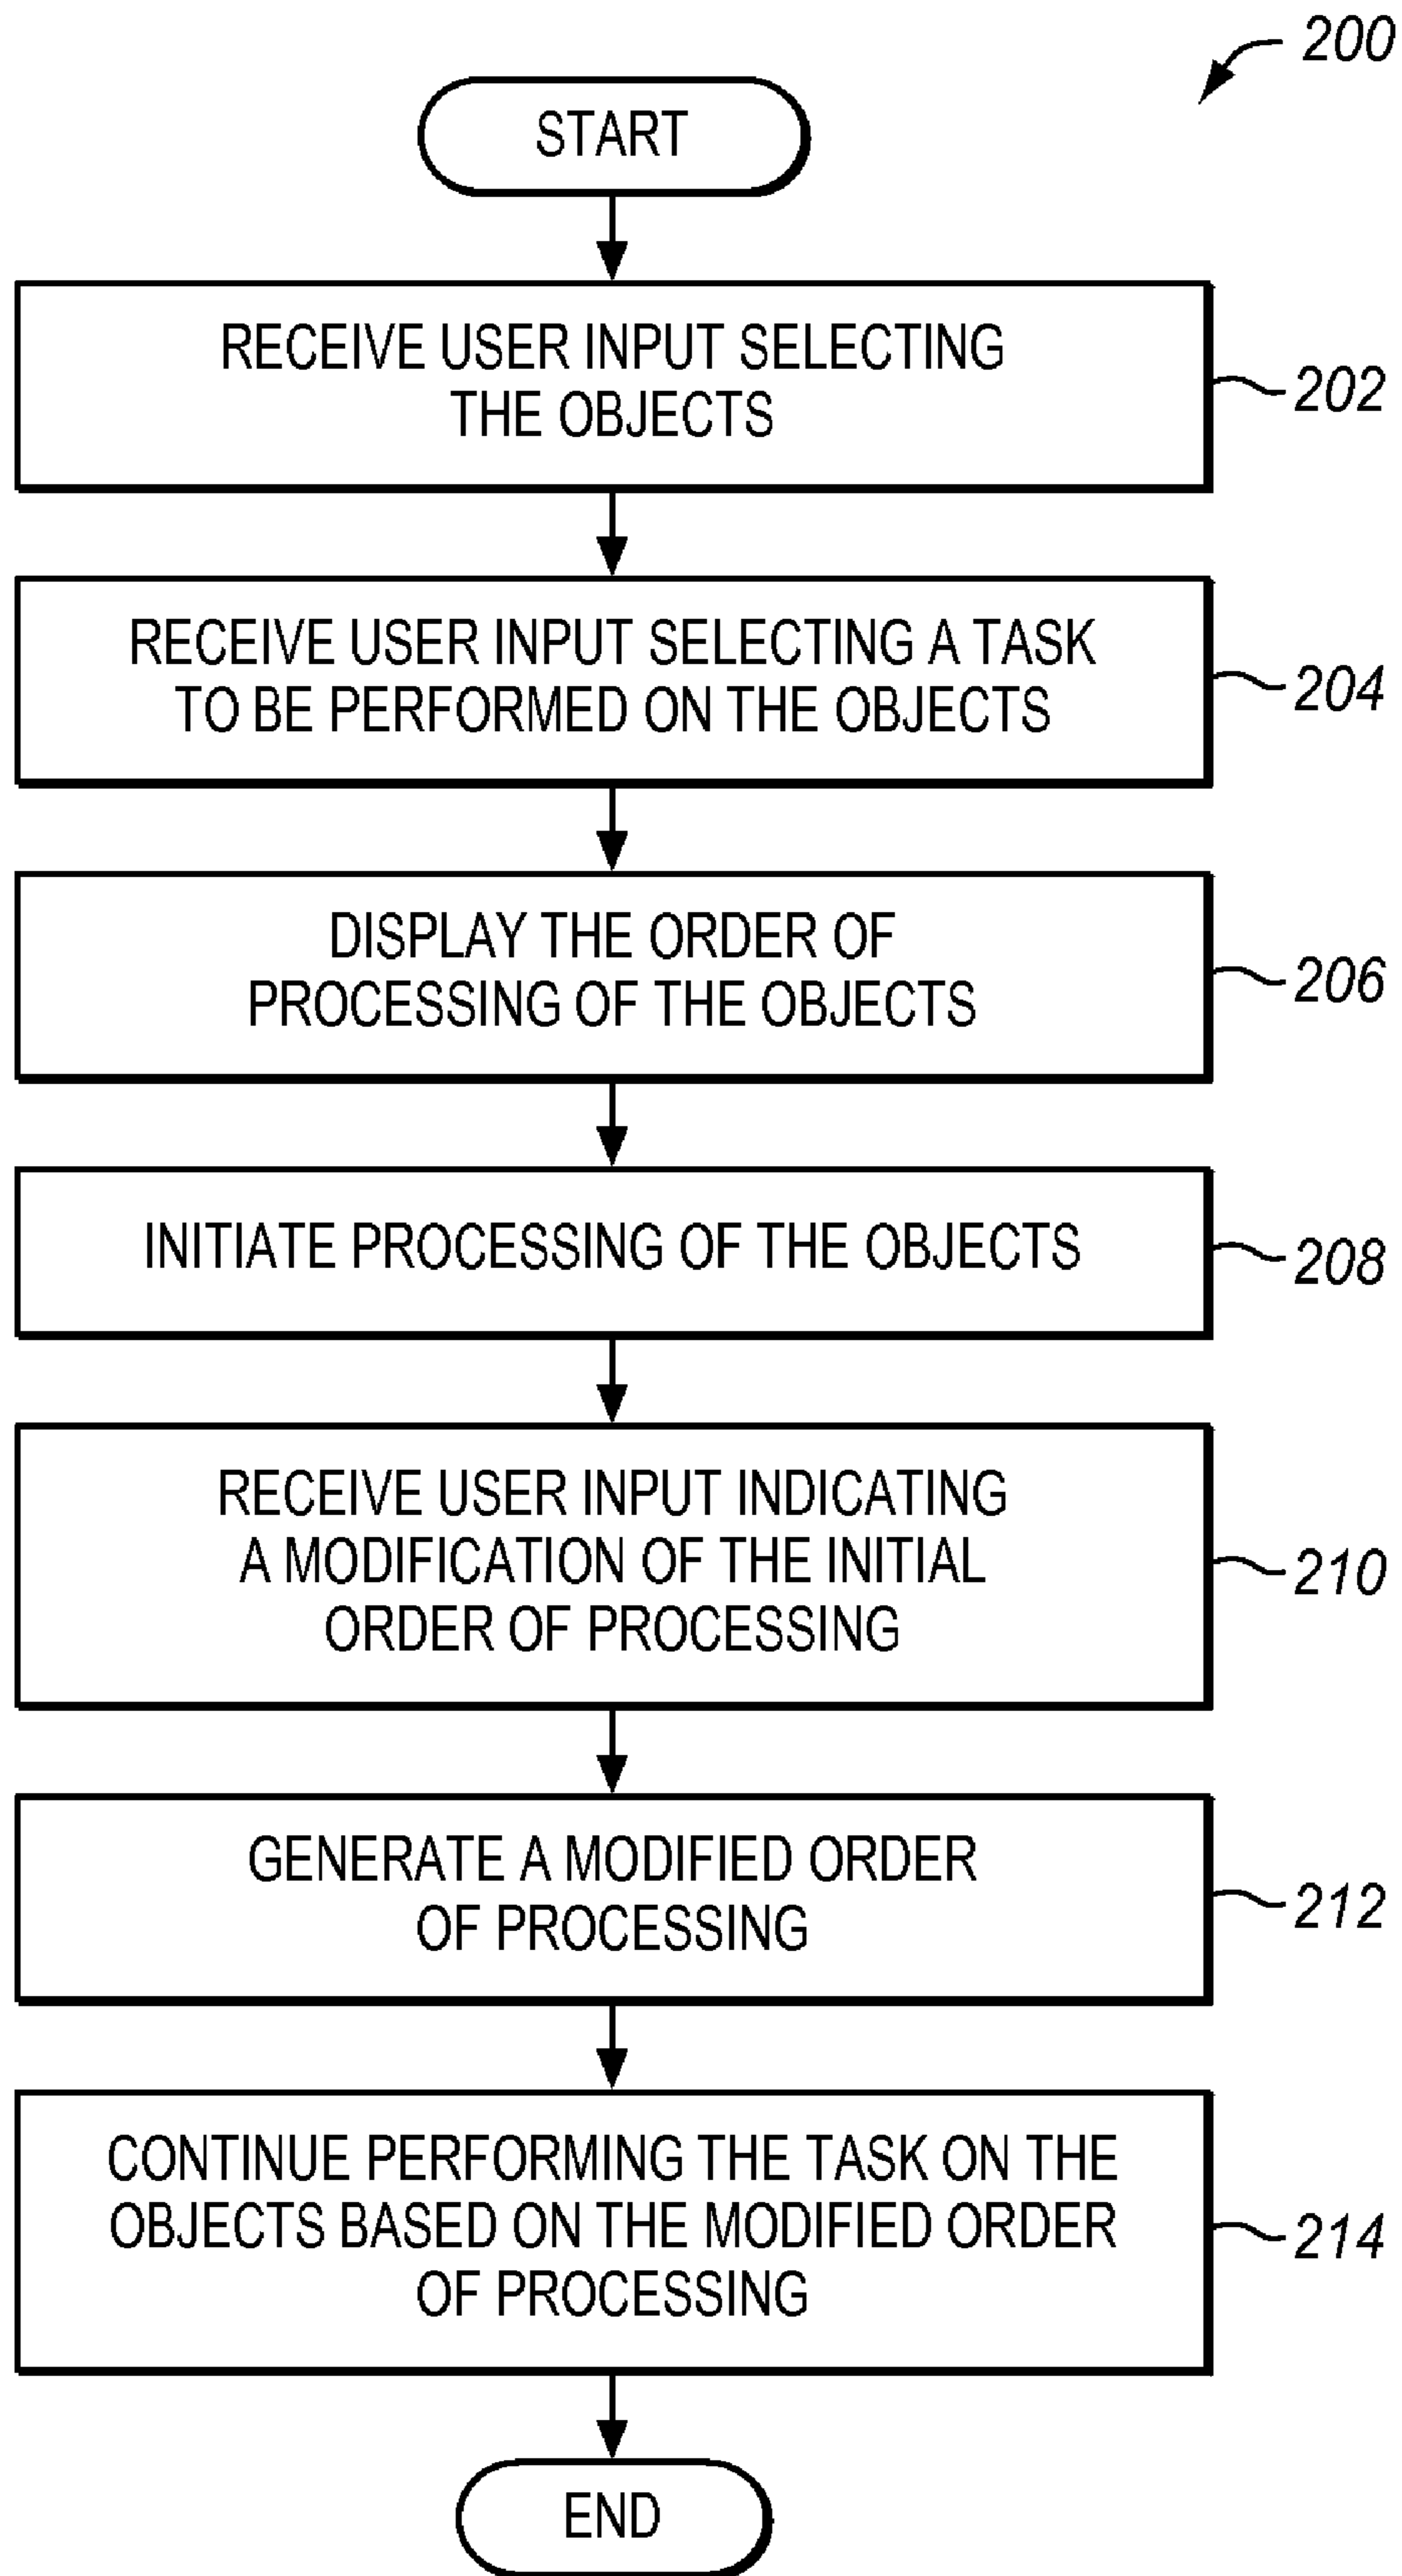 200
START
RECEIVE USER INPUT SELECTING
THE OBJECTS
202
RECEIVE USER INPUT SELECTING A TASK
TO BE PERFORMED ON THE OBJECTS
204
DISPLAY THE ORDER OF
PROCESSING OF THE OBJECTS
206
INITIATE PROCESSING OF THE OBJECTS
208
RECEIVE USER INPUT INDICATING
A MODIFICATION OF THE INITIAL
ORDER OF PROCESSING
210
GENERATE A MODIFIED ORDER
OF PROCESSING
212
CONTINUE PERFORMING THE TASK ON THE
OBJECTS BASED ON THE MODIFIED ORDER
OF PROCESSING
214
END